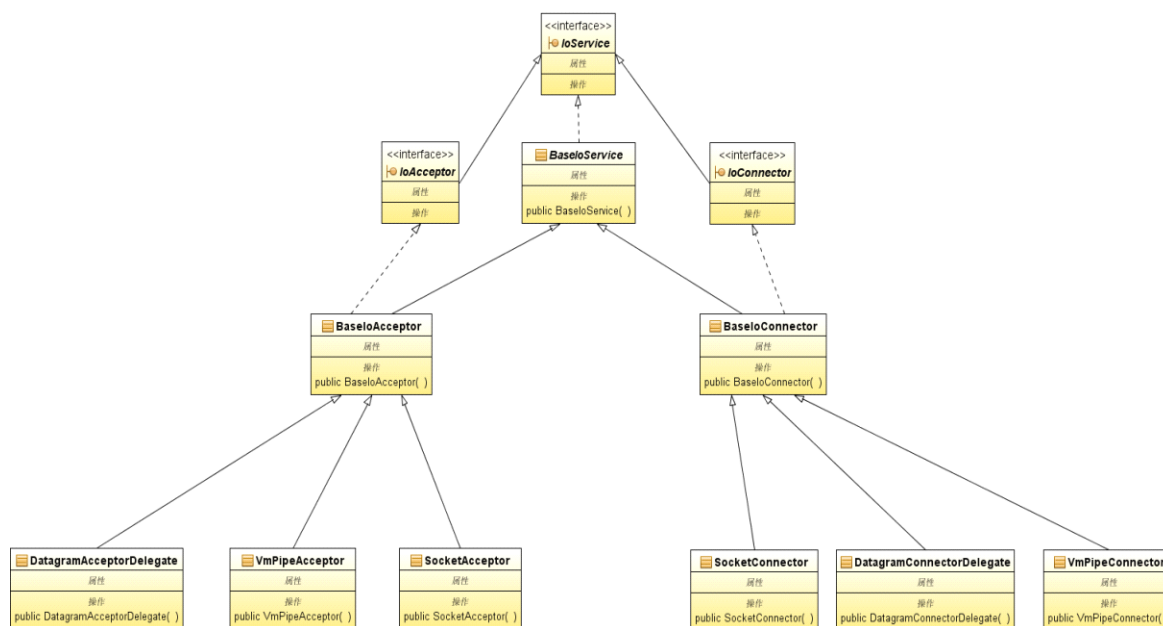 <<interface>>
IoService
属性
操作
<<interface>>
IoAcceptor
属性
操作
BaseIoService
属性
操作
public BaseIoService( )
<<interface>>
IoConnector
属性
操作
BaseIoAcceptor
属性
操作
public BaseIoAcceptor( )
BaseIoConnector
属性
操作
public BaseIoConnector( )
DatagramAcceptorDelegate
属性
操作
public DatagramAcceptorDelegate( )
VmPipeAcceptor
属性
操作
public VmPipeAcceptor( )
SocketAcceptor
属性
操作
public SocketAcceptor( )
SocketConnector
属性
操作
public SocketConnector( )
DatagramConnectorDelegate
属性
操作
public DatagramConnectorDelegate( )
VmPipeConnector
属性
操作
public VmPipeConnector( )